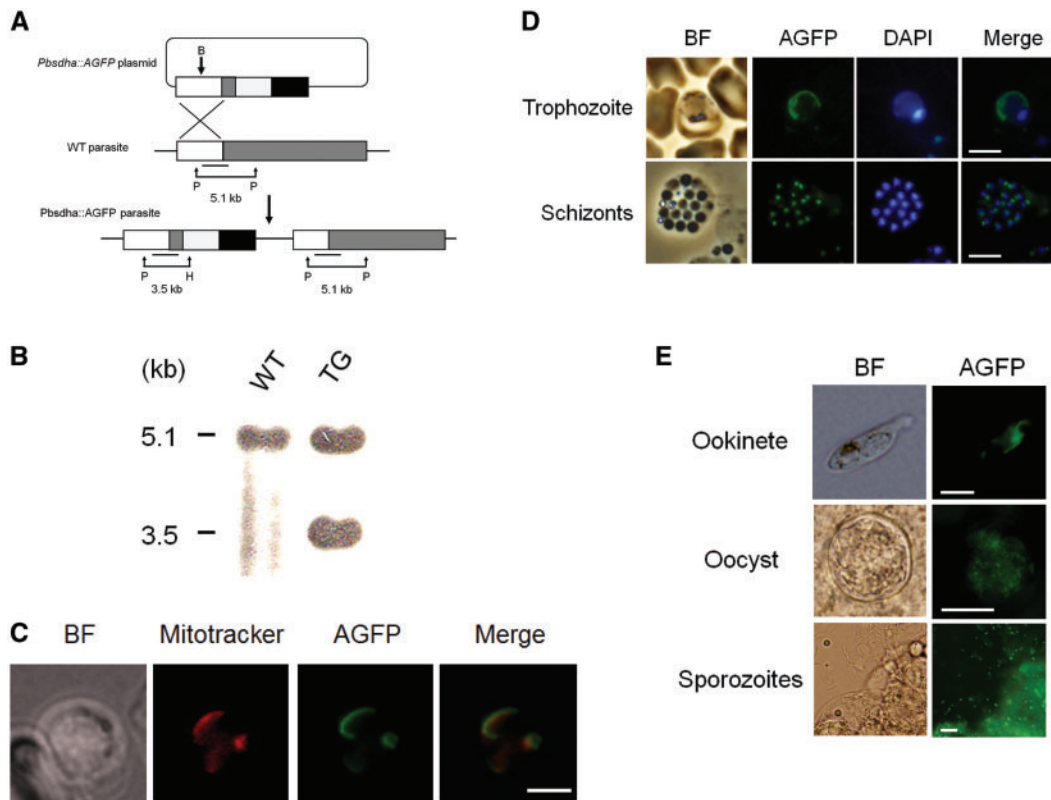 A
Pbsdha::AGFP plasmid
B
WT parasite
P P
5.1 kb
Pbsdha::AGFP parasite
P H P P
3.5 kb 5.1 kb
B
(kb) WT TG
5.1
3.5
C
BF Mitotracker AGFP Merge
D
BF AGFP DAPI Merge
Trophozoite
Schizonts
E
BF AGFP
Ookinete
Oocyst
Sporozoites